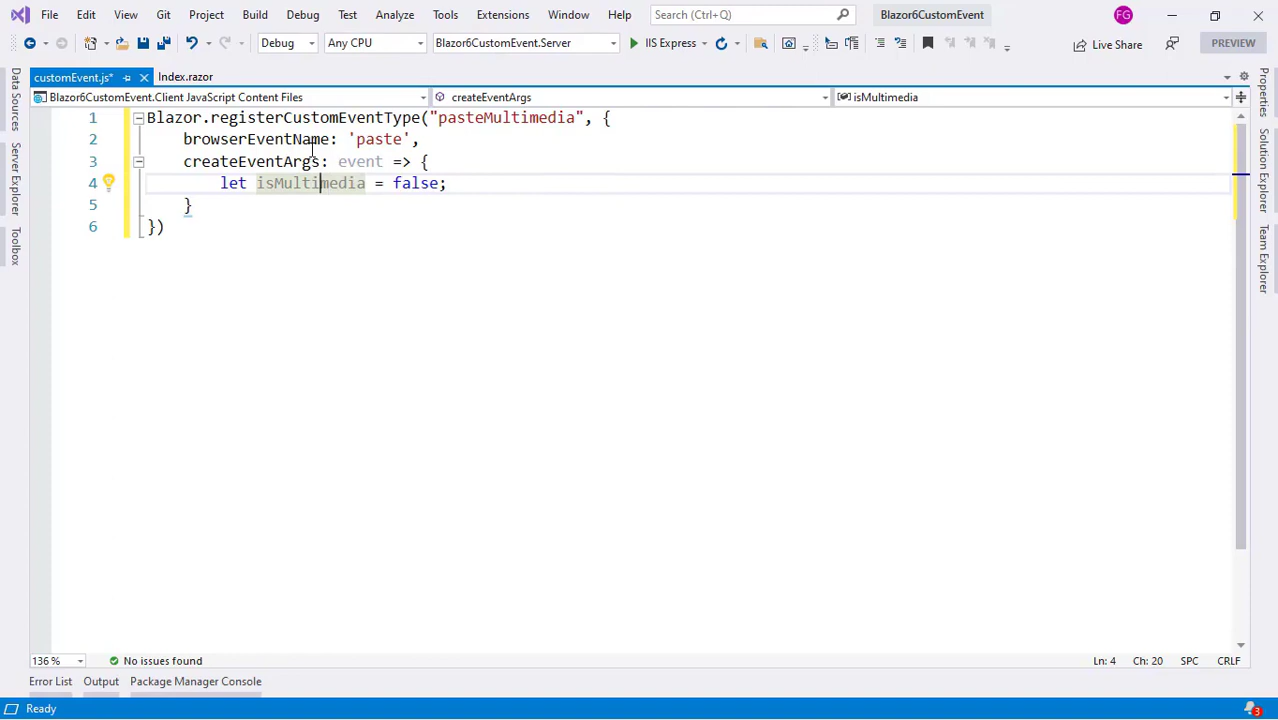 File Edit View Git Project Build Debug Test Analyze Tools Extensions Window Help Search (Ctrl+Q) Blazor6CustomEvent FG
Debug Any CPU Blazor6CustomEvent.Server IIS Express Live Share PREVIEW
customEvent.js* Index.razor
Blazor6CustomEvent.Client JavaScript Content Files createEventArgs isMultimedia
1 Blazor.registerCustomEventType("pasteMultimedia", {
2 browserEventName: 'paste',
3 createEventArgs: event => {
4 let isMultimedia = false;
5 }
6 })
Data Sources
Server Explorer
Toolbox
Properties
Solution Explorer
Team Explorer
136 % No issues found Ln: 4 Ch: 20 SPC CRLF
Error List Output Package Manager Console
Ready 3